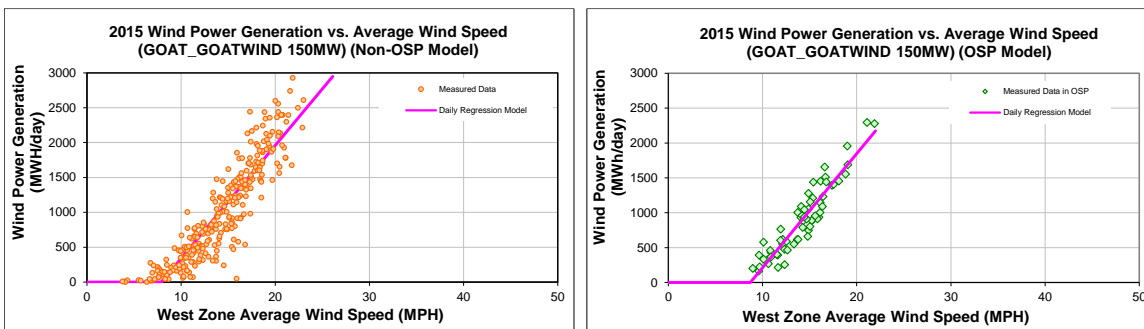 2015 Wind Power Generation vs. Average Wind Speed
(GOAT_GOATWIND 150MW) (Non-OSP Model)
Wind Power Generation
(MWH/day)
3000
2500
2000
1500
1000
500
0
Measured Data
Daily Regression Model
0 10 20 30 40 50
West Zone Average Wind Speed (MPH)
2015 Wind Power Generation vs. Average Wind Speed
(GOAT_GOATWIND 150MW) (OSP Model)
Wind Power Generation
(MWh/day)
3000
2500
2000
1500
1000
500
0
Measured Data in OSP
Daily Regression Model
0 10 20 30 40 50
West Zone Average Wind Speed (MPH)